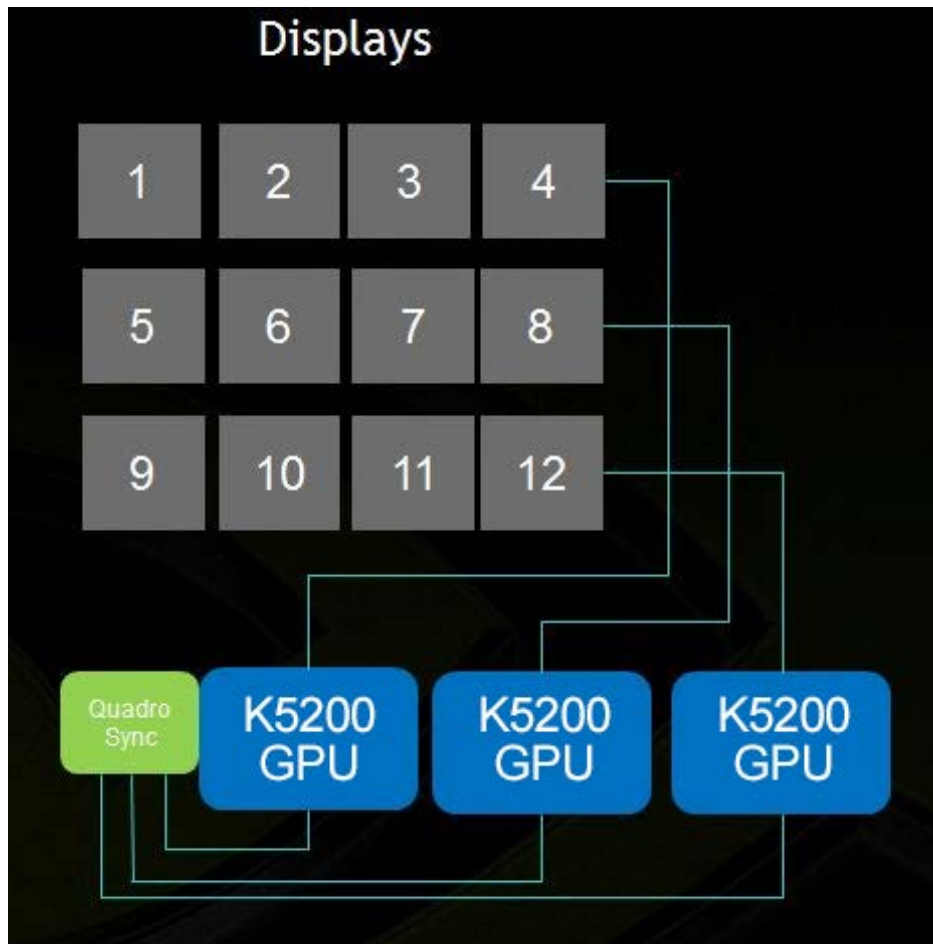 Displays
1 2 3 4
5 6 7 8
9 10 11 12
Quadro
Sync
K5200
GPU
K5200
GPU
K5200
GPU